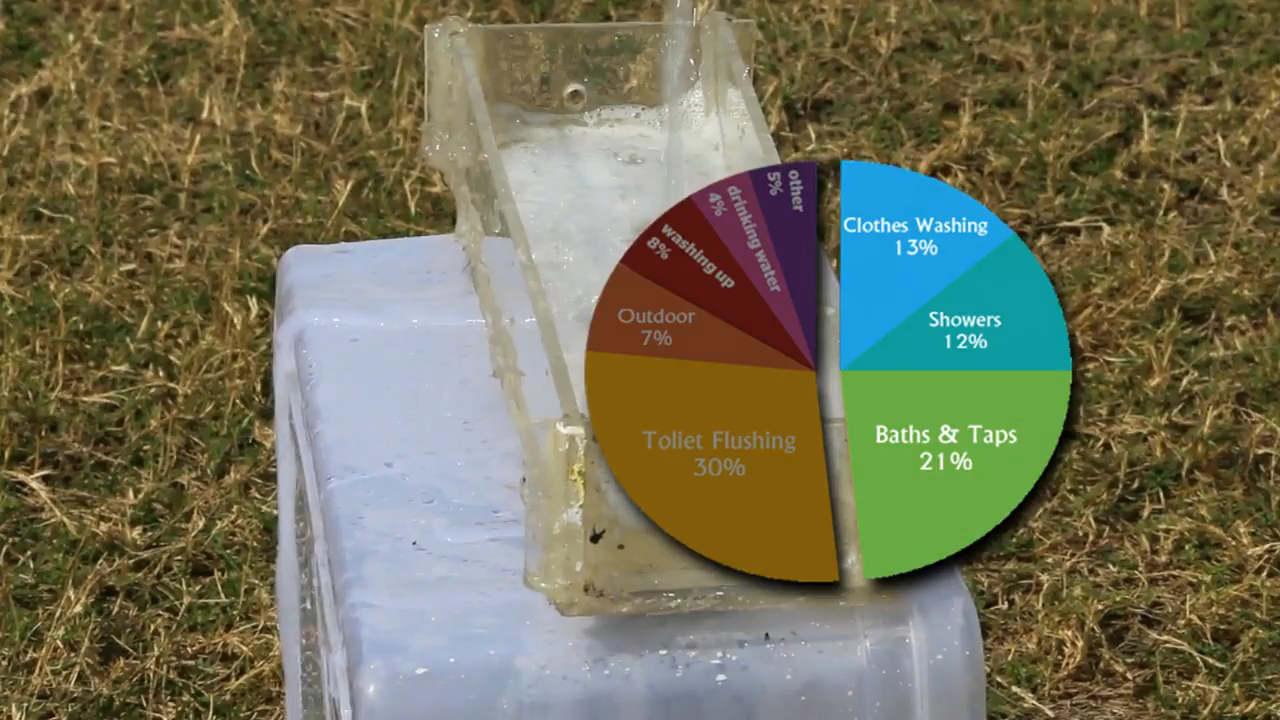 other
5%
drinking water
4%
washing up
8%
Outdoor
7%
Toliet Flushing
30%
Clothes Washing
13%
Showers
12%
Baths & Taps
21%